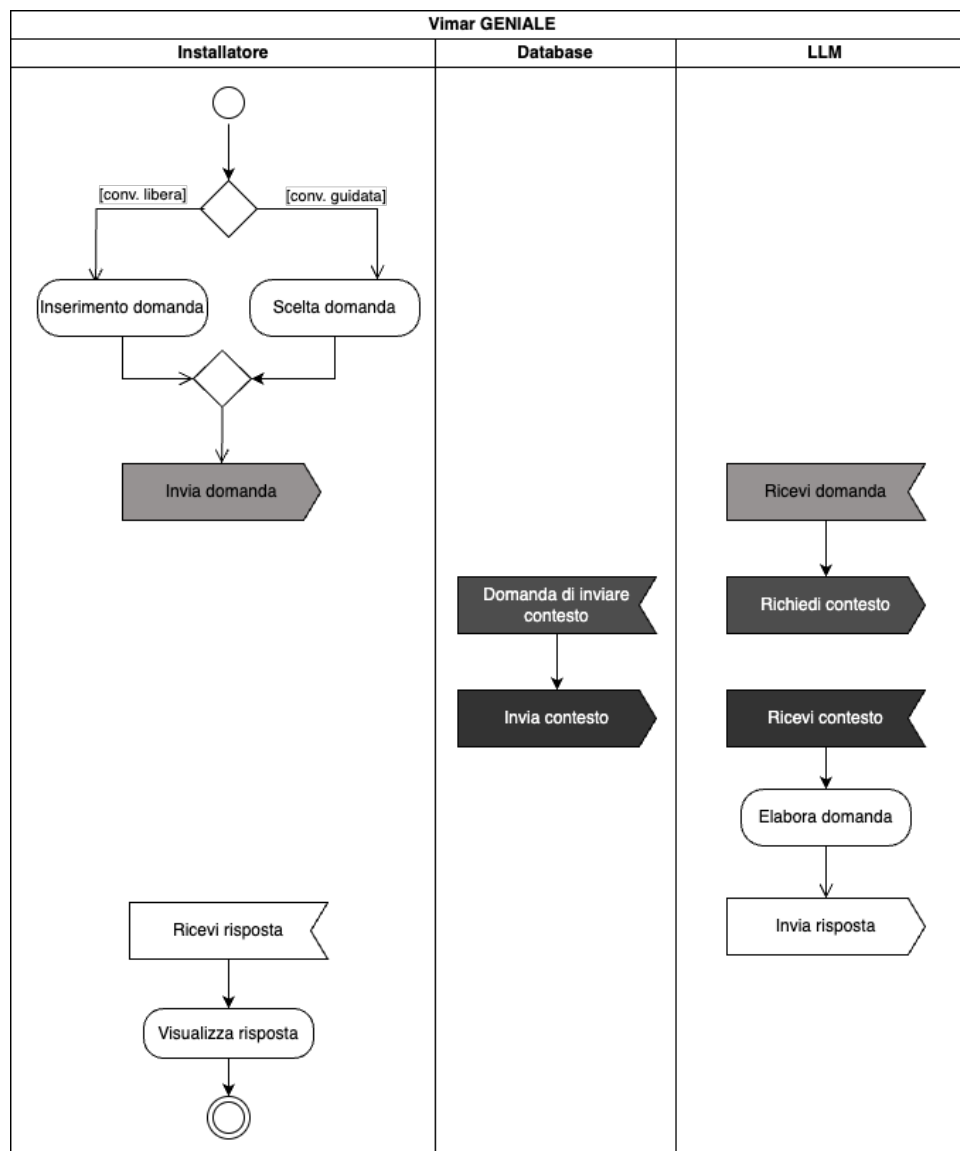 Vimar GENIALE
Installatore
Database
LLM
[conv. libera]
[conv. guidata]
Inserimento domanda
Scelta domanda
Invia domanda
Ricevi domanda
Domanda di inviare
contesto
Richiedi contesto
Invia contesto
Ricevi contesto
Elabora domanda
Ricevi risposta
Invia risposta
Visualizza risposta